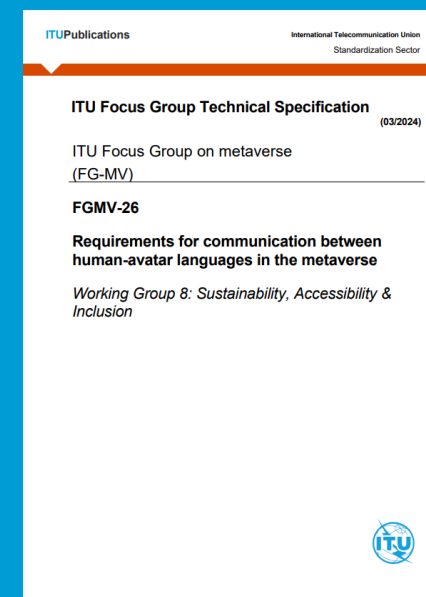 ITUPublications
International Telecommunication Union
Standardization Sector
ITU Focus Group Technical Specification
(03/2024)
ITU Focus Group on metaverse
(FG-MV)
FGMV-26
Requirements for communication between
human-avatar languages in the metaverse
Working Group 8: Sustainability, Accessibility &
Inclusion
ITU